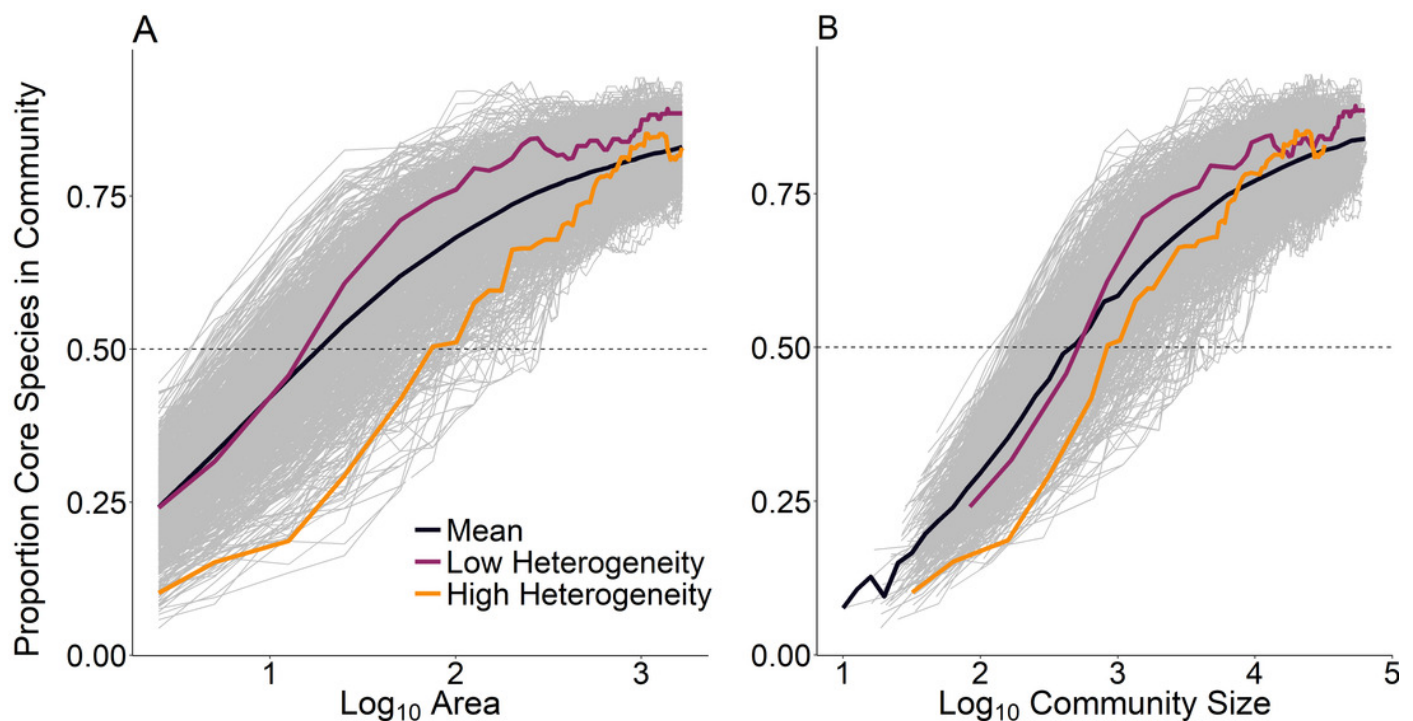 A
B
Proportion Core Species in Community
0.75
0.50
0.25
0.00
Mean
Low Heterogeneity
High Heterogeneity
1 2 3
Log₁₀ Area
0.75
0.50
0.25
0.00
1 2 3 4 5
Log₁₀ Community Size